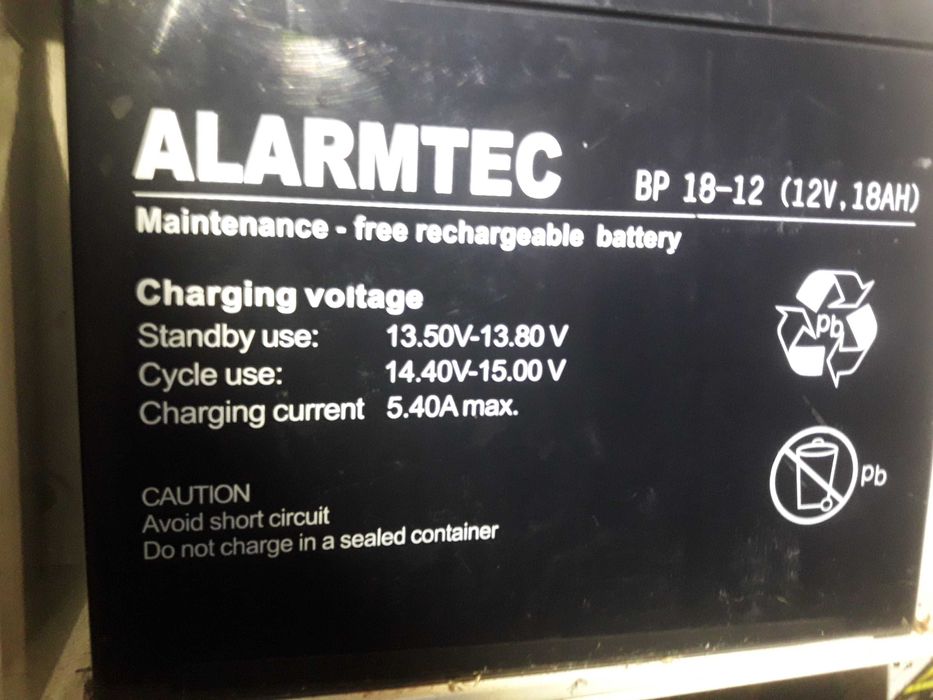 ALARMTEC
BP 18-12 (12V, 18AH)
Maintenance - free rechargeable battery
Charging voltage
Standby use: 13.50V-13.80 V
Cycle use: 14.40V-15.00 V
Charging current 5.40A max.
pb
CAUTION
Avoid short circuit
Do not charge in a sealed container
pb